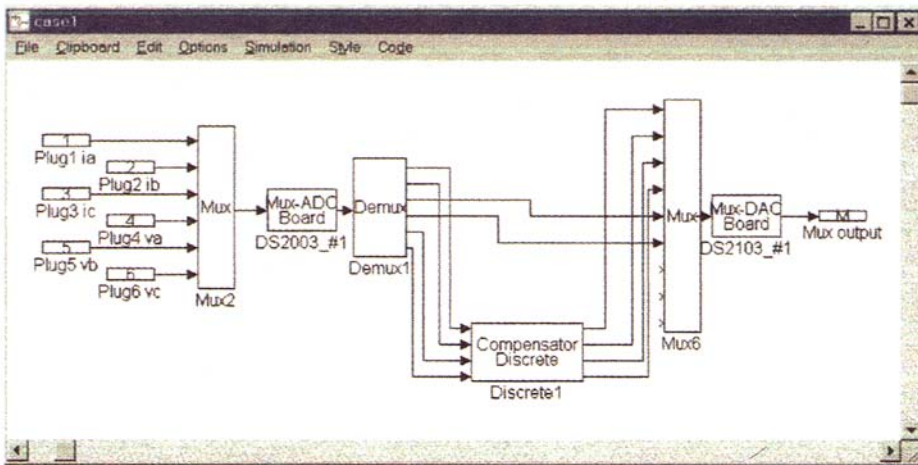 case1
File Clipboard Edit Options Simulation Style Code
1
Plug1 ia
2
Plug2 ib
3
Plug3 ic
4
Plug4 va
5
Plug5 vb
6
Plug6 vc
Mux
Mux2
Mux-ADC
Board
DS2003_#1
Demux
Demux1
Compensator
Discrete
Discrete1
Mux
Mux6
Mux-DAC
Board
DS2103_#1
M
Mux output